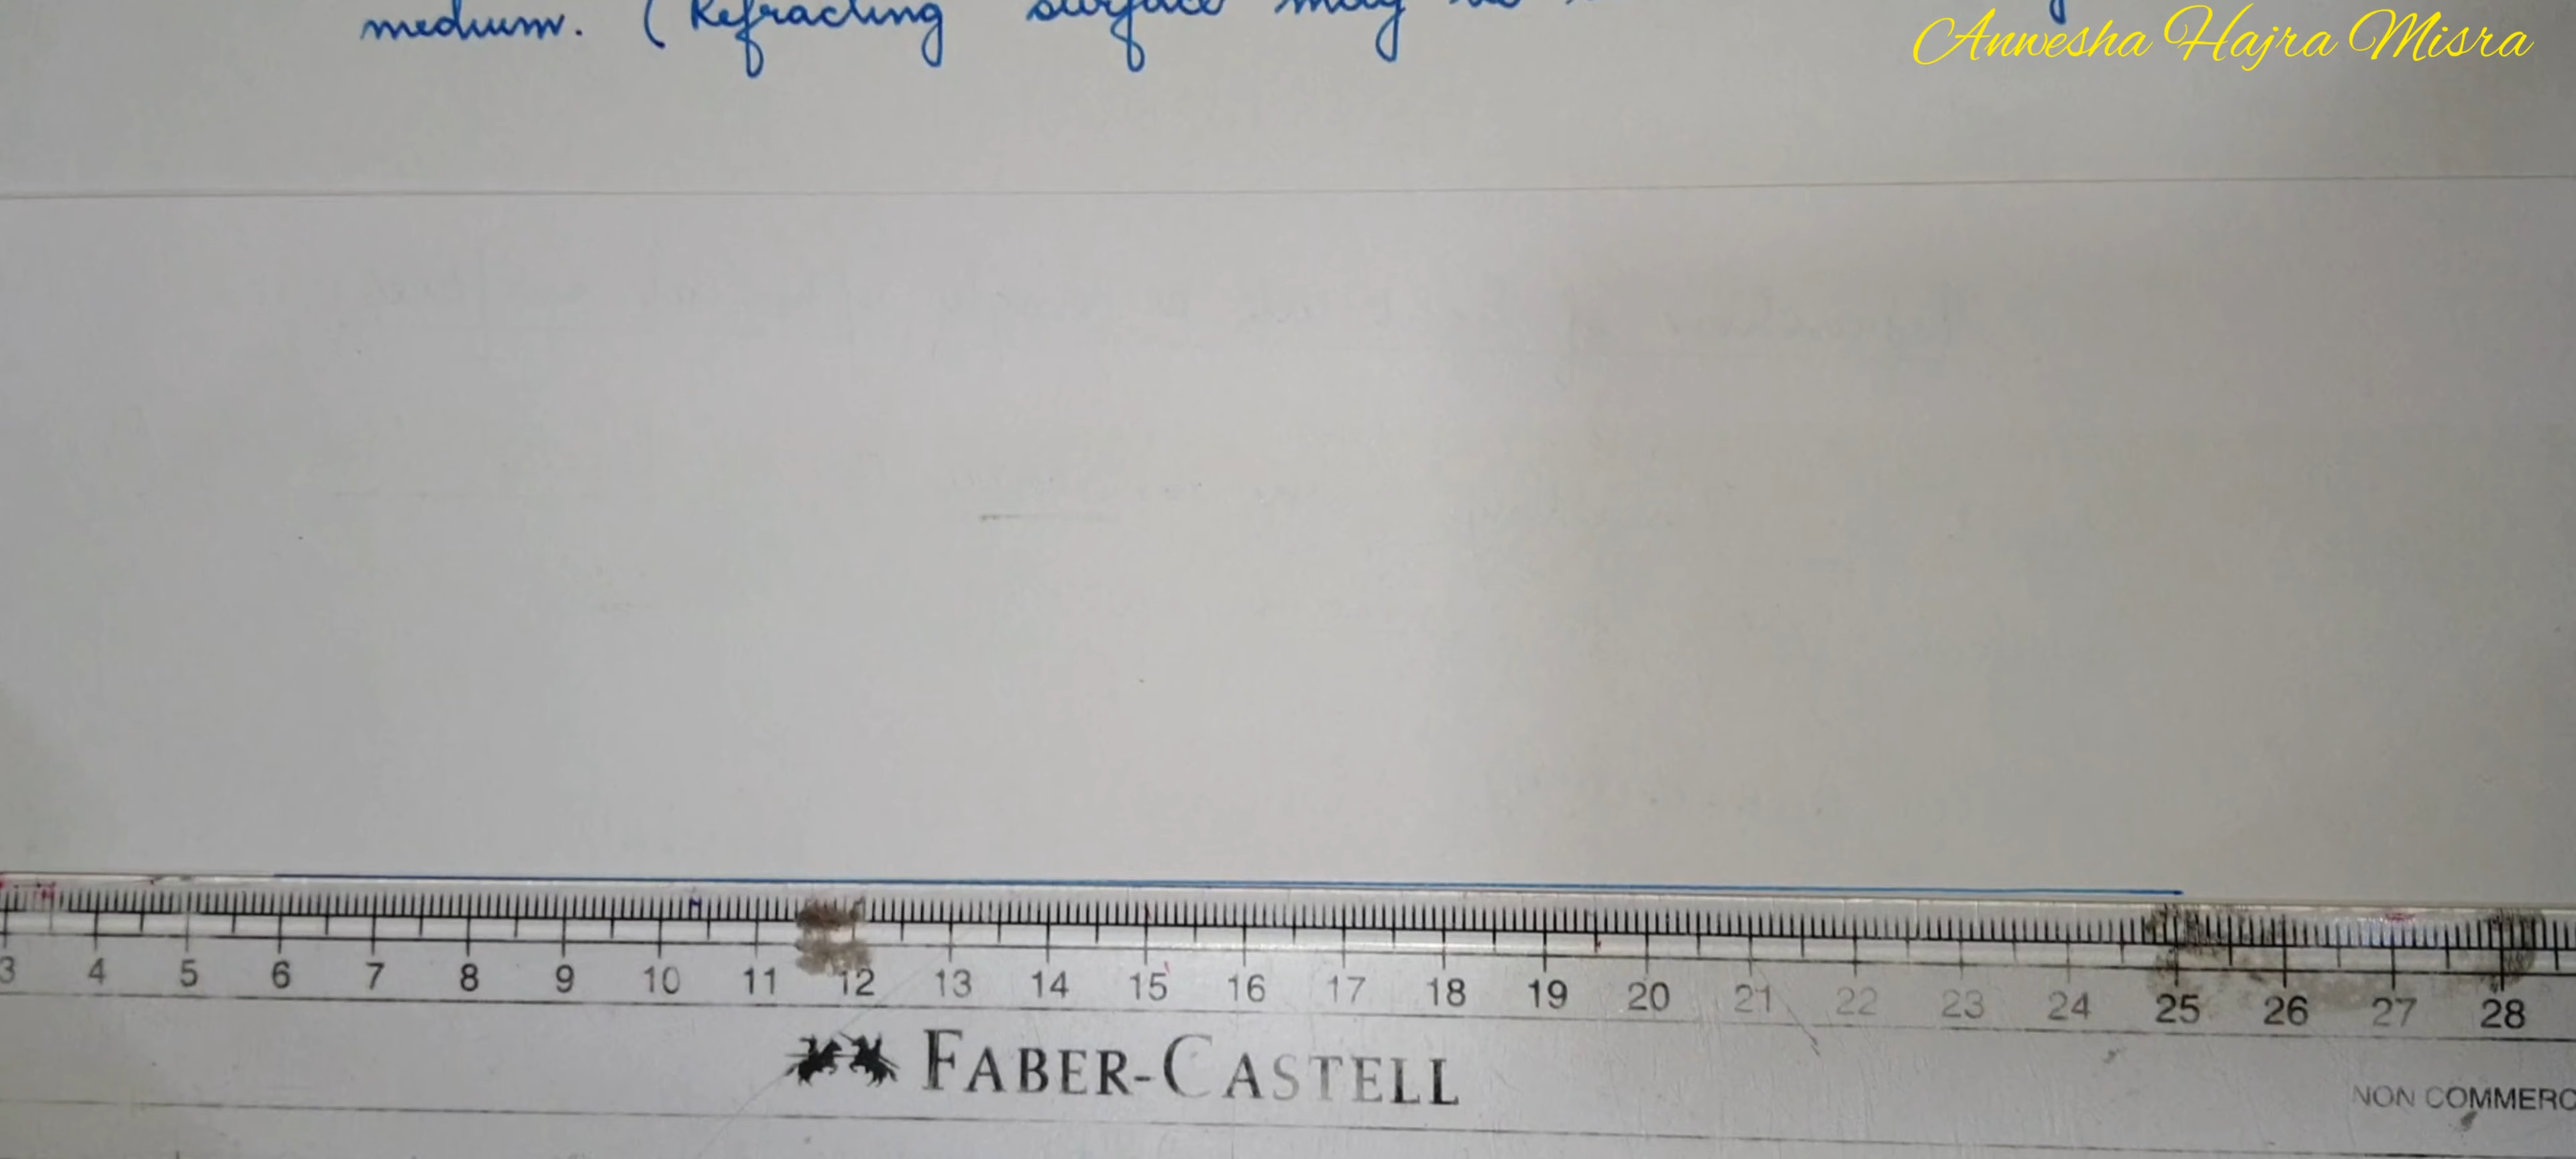 medium. (Refracting surface may
Anwesha Hajra Misra
3 4 5 6 7 8 9 10 11 12 13 14 15 16 17 18 19 20 21 22 23 24 25 26 27 28
FABER-CASTELL
NON COMMERC